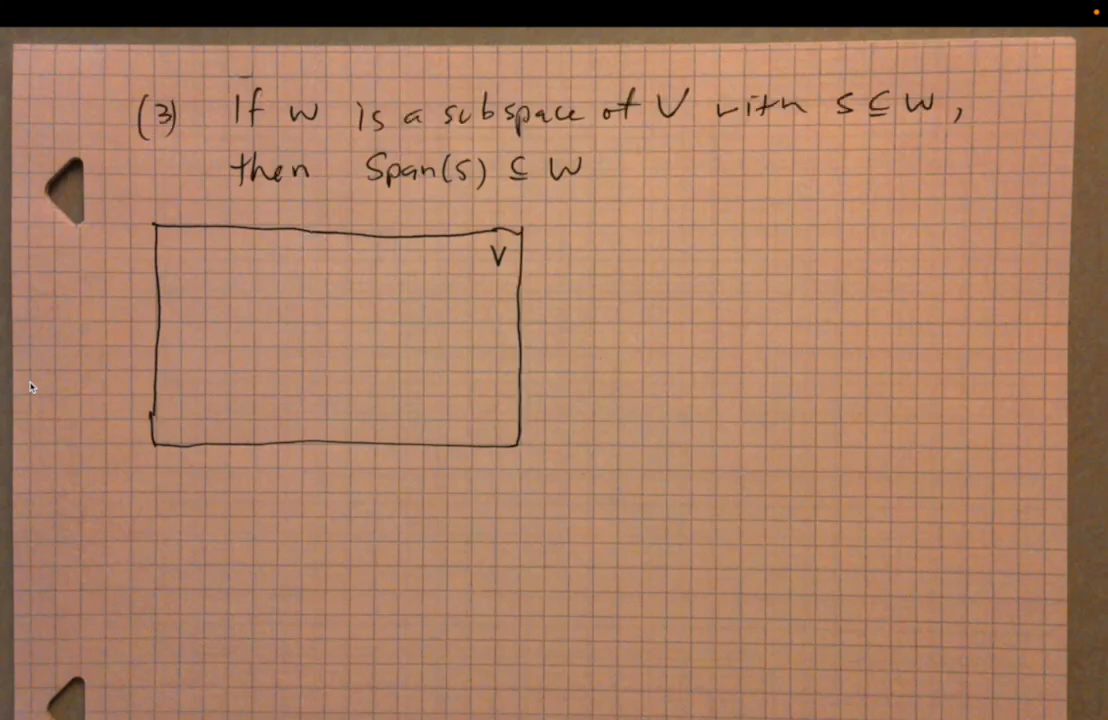 (3) If W is a subspace of V with S ⊆ W,
then Span(S) ⊆ W
V